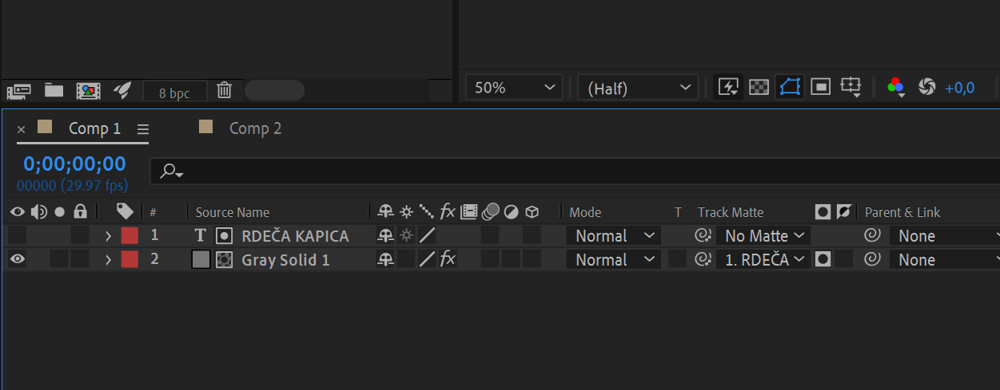 8 bpc 50% (Half) +0,0
× Comp 1 Comp 2
0;00;00;00
00000 (29.97 fps)
# Source Name fx Mode T Track Matte Parent & Link
1 T RDEČA KAPICA Normal No Matte None
2 Gray Solid 1 fx Normal 1. RDEČA None